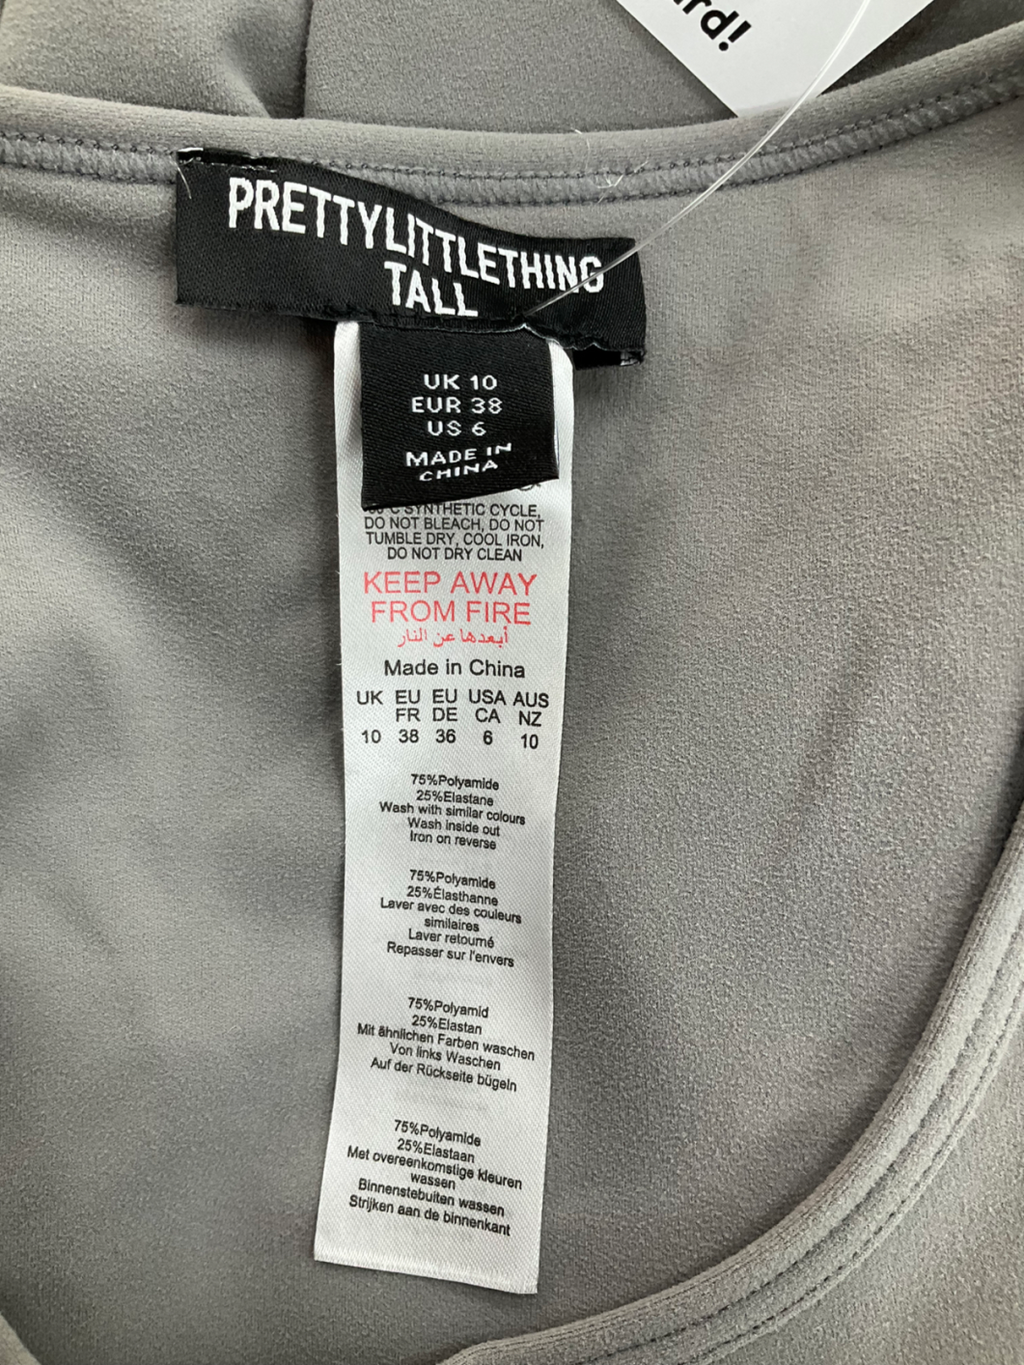 rd!
PRETTYLITTLETHING
TALL
UK 10
EUR 38
US 6
MADE IN
CHINA
SYNTHETIC CYCLE,
DO NOT BLEACH, DO NOT
TUMBLE DRY, COOL IRON,
DO NOT DRY CLEAN
KEEP AWAY
FROM FIRE
أبعدها عن النار
Made in China
UK EU EU USA AUS
FR DE CA NZ
10 38 36 6 10
75%Polyamide
25%Elastane
Wash with similar colours
Wash inside out
Iron on reverse
75%Polyamide
25%Élasthanne
Laver avec des couleurs
similaires
Laver retourné
Repasser sur l'envers
75%Polyamid
25%Elastan
Mit ähnlichen Farben waschen
Von links Waschen
Auf der Rückseite bügeln
75%Polyamide
25%Elastaan
Met overeenkomstige kleuren
wassen
Binnenstebuiten wassen
Strijken aan de binnenkant